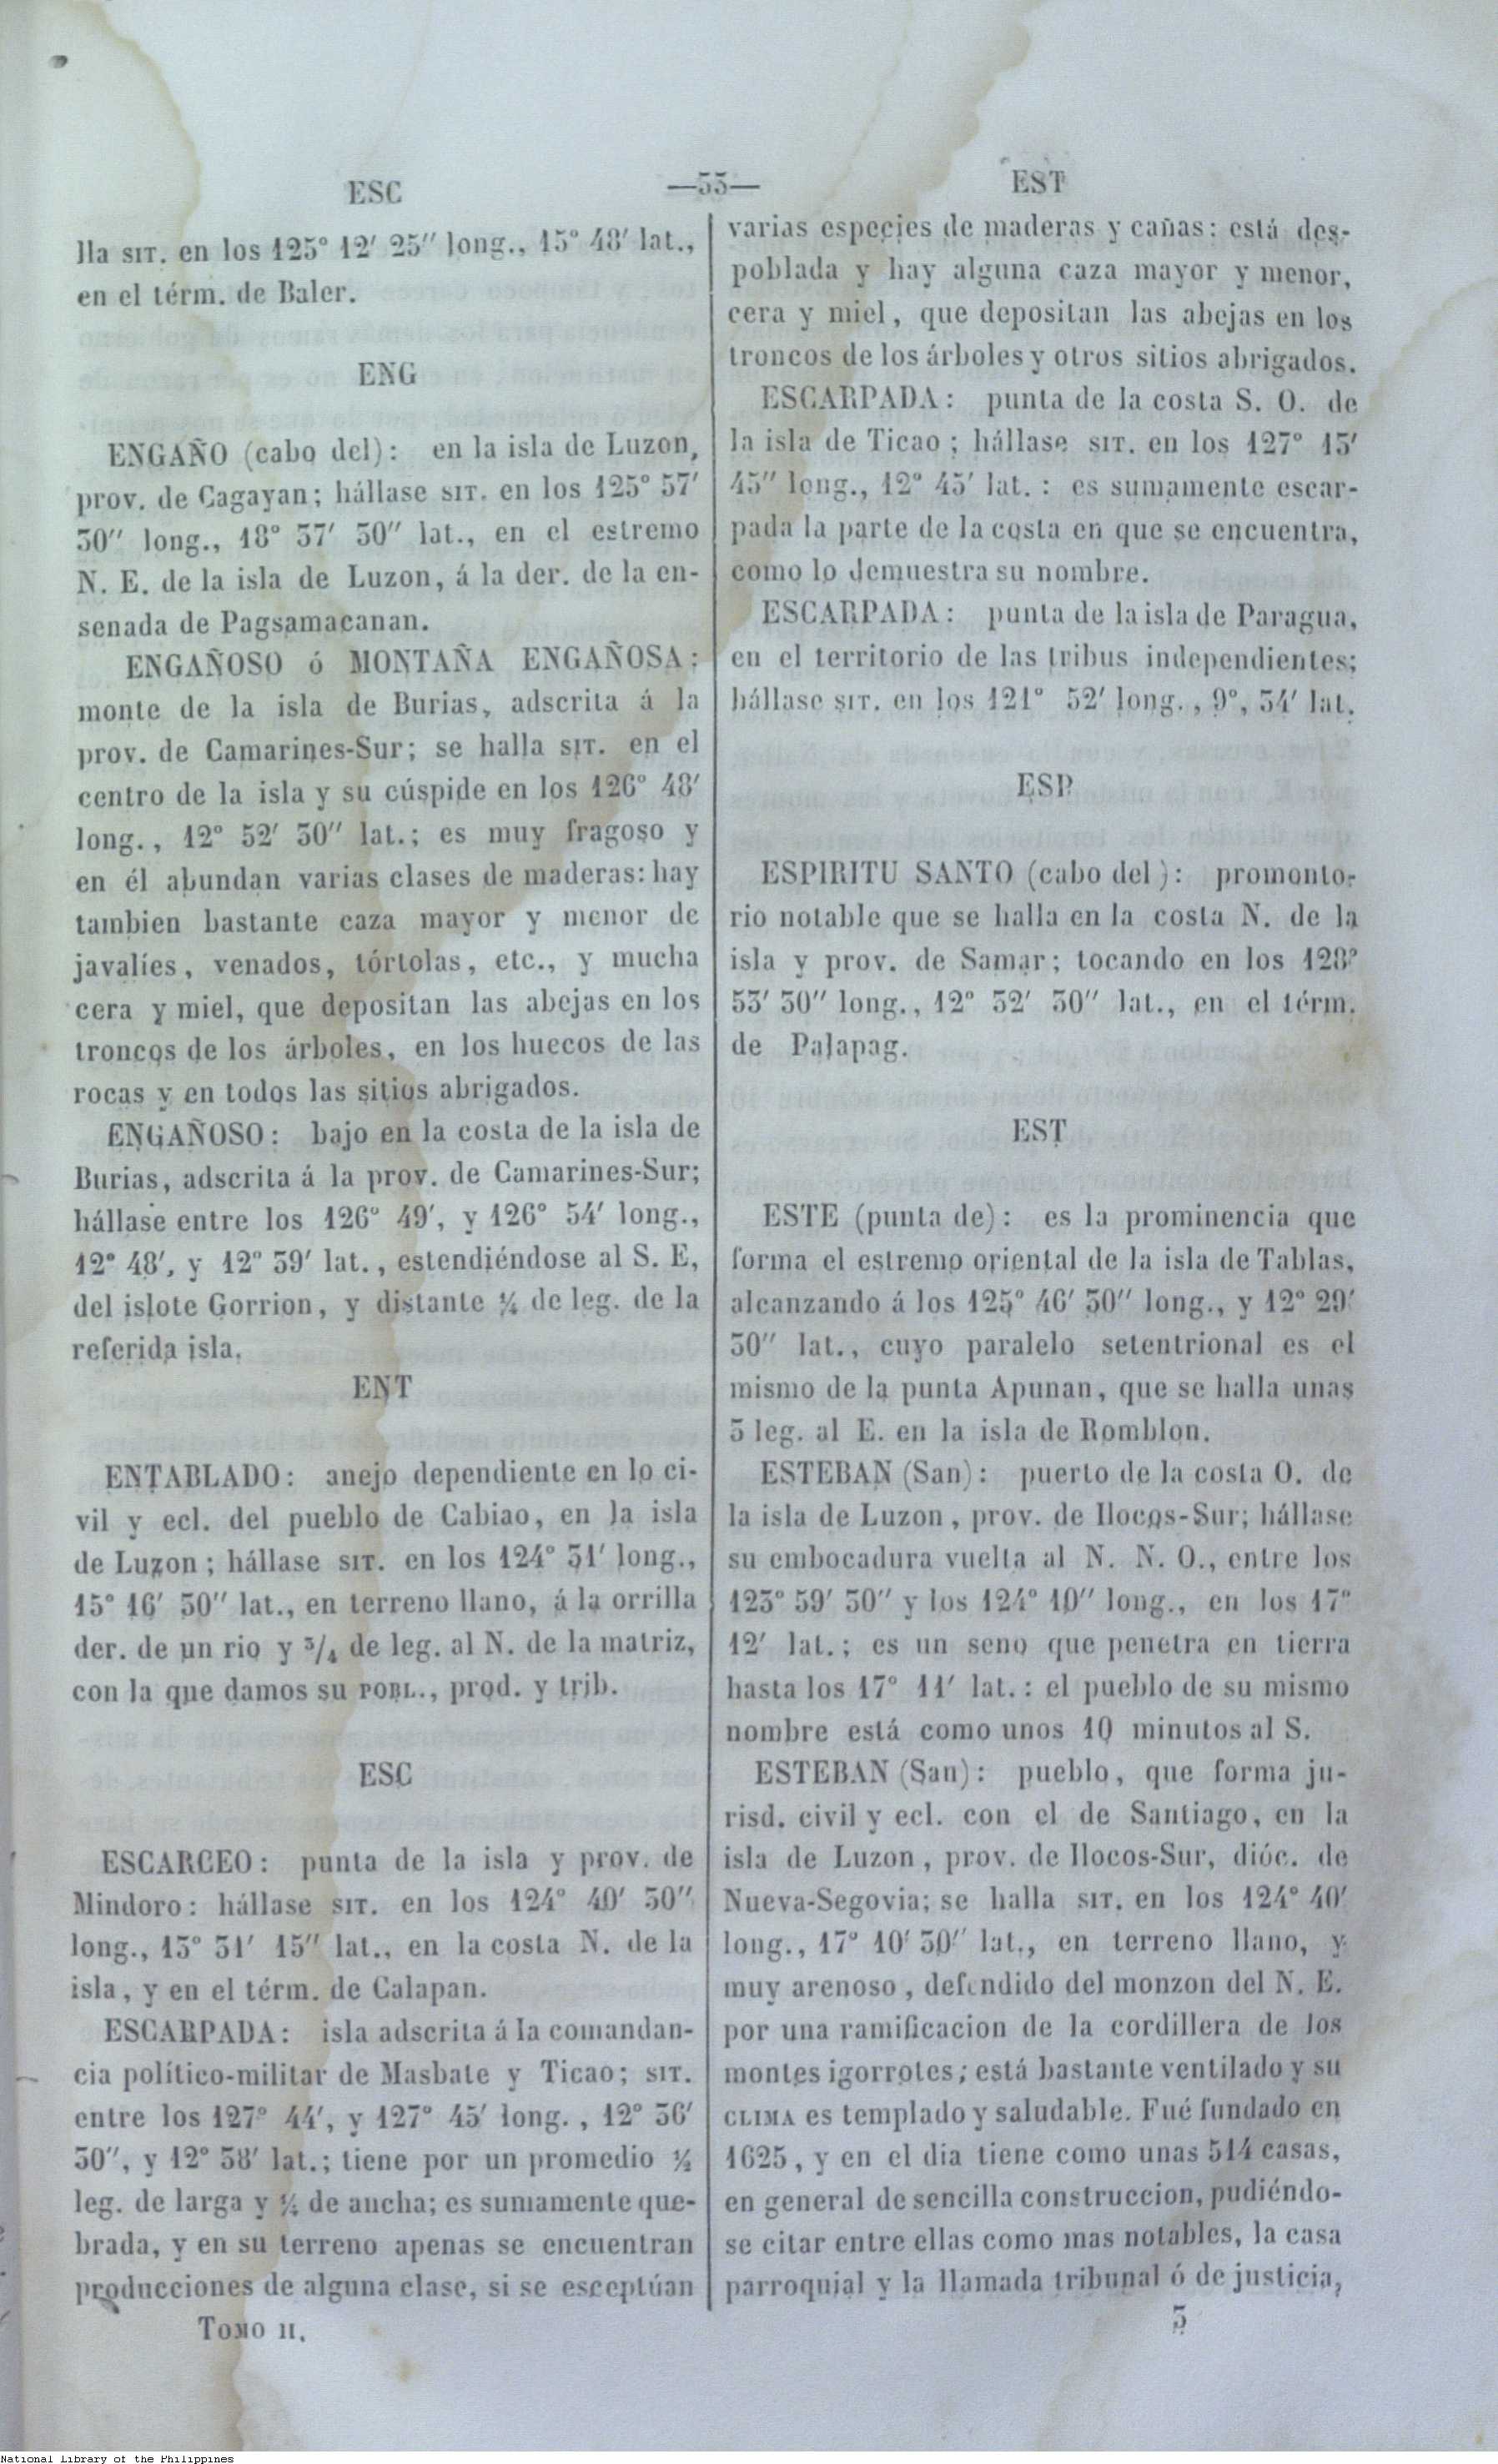 ESC
—33—
EST
lla SIT. en los 125° 12′ 25″ long., 15° 48′ lat.,
en el térm. de Baler.
ENG
ENGAÑO (cabo del): en la isla de Luzon,
prov. de Cagayan; hállase SIT. en los 125° 57′
30″ long., 18° 37′ 30″ lat., en el estremo
N. E. de la isla de Luzon, á la der. de la en-
senada de Pagsamacanan.
ENGAÑOSO ó MONTAÑA ENGAÑOSA:
monte de la isla de Burias, adscrita á la
prov. de Camarines-Sur; se halla SIT. en el
centro de la isla y su cúspide en los 126° 48′
long., 12° 52′ 30″ lat.; es muy fragoso y
en él abundan varias clases de maderas: hay
tambien bastante caza mayor y menor de
javalíes, venados, tórtolas, etc., y mucha
cera y miel, que depositan las abejas en los
troncos de los árboles, en los huecos de las
rocas y en todos las sitios abrigados.
ENGAÑOSO: bajo en la costa de la isla de
Burias, adscrita á la prov. de Camarines-Sur;
hállase entre los 126° 49′, y 126° 54′ long.,
12° 48′, y 12° 39′ lat., estendiéndose al S. E,
del islote Gorrion, y distante ¼ de leg. de la
referida isla.
ENT
ENTABLADO: anejo dependiente en lo ci-
vil y ecl. del pueblo de Cabiao, en la isla
de Luzon; hállase SIT. en los 124° 31′ long.,
15° 16′ 30″ lat., en terreno llano, á la orrilla
der. de un rio y 3/4 de leg. al N. de la matriz,
con la que damos su POBL., prod. y trib.
ESC
ESCARCEO: punta de la isla y prov. de
Mindoro: hállase SIT. en los 124° 40′ 30″
long., 13° 31′ 15″ lat., en la costa N. de la
isla, y en el térm. de Calapan.
ESCARPADA: isla adscrita á la comandan-
cia político-militar de Masbate y Ticao; SIT.
entre los 127° 44′, y 127° 45′ long., 12° 36′
30″, y 12° 38′ lat.; tiene por un promedio ½
leg. de larga y ¼ de ancha; es sumamente que-
brada, y en su terreno apenas se encuentran
producciones de alguna clase, si se esceptúan
TOMO II.
varias especies de maderas y cañas: está des-
poblada y hay alguna caza mayor y menor,
cera y miel, que depositan las abejas en los
troncos de los árboles y otros sitios abrigados.
ESCARPADA: punta de la costa S. O. de
la isla de Ticao; hállase SIT. en los 127° 15′
45″ long., 12° 45′ lat.: es sumamente escar-
pada la parte de la costa en que se encuentra,
como lo demuestra su nombre.
ESCARPADA: punta de la isla de Paragua,
en el territorio de las tribus independientes;
hállase SIT. en los 121° 52′ long., 9°, 34′ lat.
ESP
ESPIRITU SANTO (cabo del): promonto-
rio notable que se halla en la costa N. de la
isla y prov. de Samar; tocando en los 128°
53′ 30″ long., 12° 32′ 30″ lat., en el térm.
de Palapag.
EST
ESTE (punta de): es la prominencia que
forma el estremo oriental de la isla de Tablas,
alcanzando á los 125° 46′ 30″ long., y 12° 29′
30″ lat., cuyo paralelo setentrional es el
mismo de la punta Apunan, que se halla unas
3 leg. al E. en la isla de Romblon.
ESTEBAN (San): puerto de la costa O. de
la isla de Luzon, prov. de Ilocos-Sur; hállase
su embocadura vuelta al N. N. O., entre los
123° 59′ 30″ y los 124° 10″ long., en los 17°
12′ lat.; es un seno que penetra en tierra
hasta los 17° 11′ lat.: el pueblo de su mismo
nombre está como unos 10 minutos al S.
ESTEBAN (San): pueblo, que forma ju-
risd. civil y ecl. con el de Santiago, en la
isla de Luzon, prov. de Ilocos-Sur, dióc. de
Nueva-Segovia; se halla SIT. en los 124° 40′
long., 17° 10′ 30″ lat., en terreno llano, y
muy arenoso, defendido del monzon del N. E.
por una ramificacion de la cordillera de los
montes igorrotes; está bastante ventilado y su
CLIMA es templado y saludable. Fué fundado en
1625, y en el dia tiene como unas 514 casas,
en general de sencilla construccion, pudiéndo-
se citar entre ellas como mas notables, la casa
parroquial y la llamada tribunal ó de justicia,
3
National Library of the Philippines